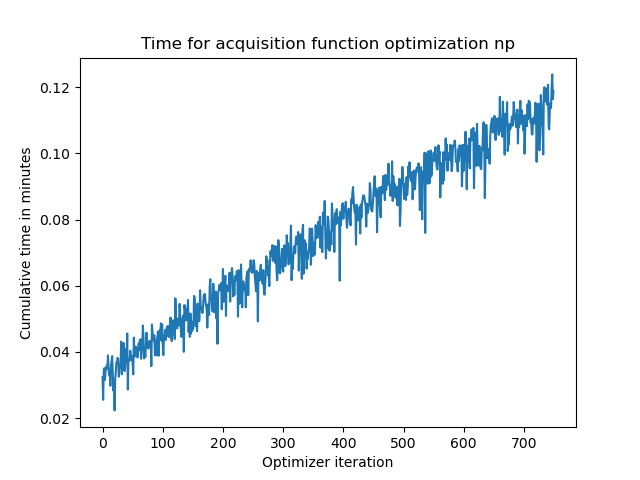 Time for acquisition function optimization np
Cumulative time in minutes
0.12
0.10
0.08
0.06
0.04
0.02
0 100 200 300 400 500 600 700
Optimizer iteration